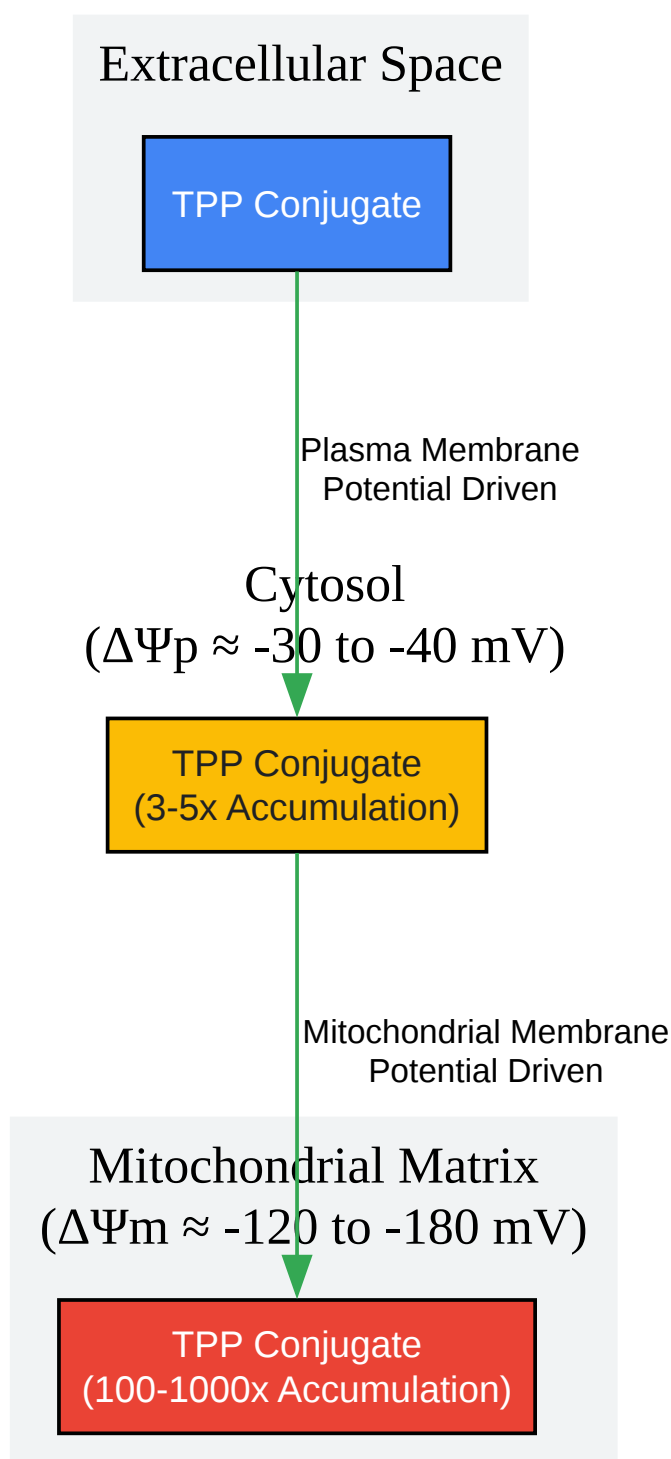 Extracellular Space
TPP Conjugate
Plasma Membrane
Potential Driven
Cytosol
(ΔΨp ≈ -30 to -40 mV)
TPP Conjugate
(3-5x Accumulation)
Mitochondrial Membrane
Potential Driven
Mitochondrial Matrix
(ΔΨm ≈ -120 to -180 mV)
TPP Conjugate
(100-1000x Accumulation)